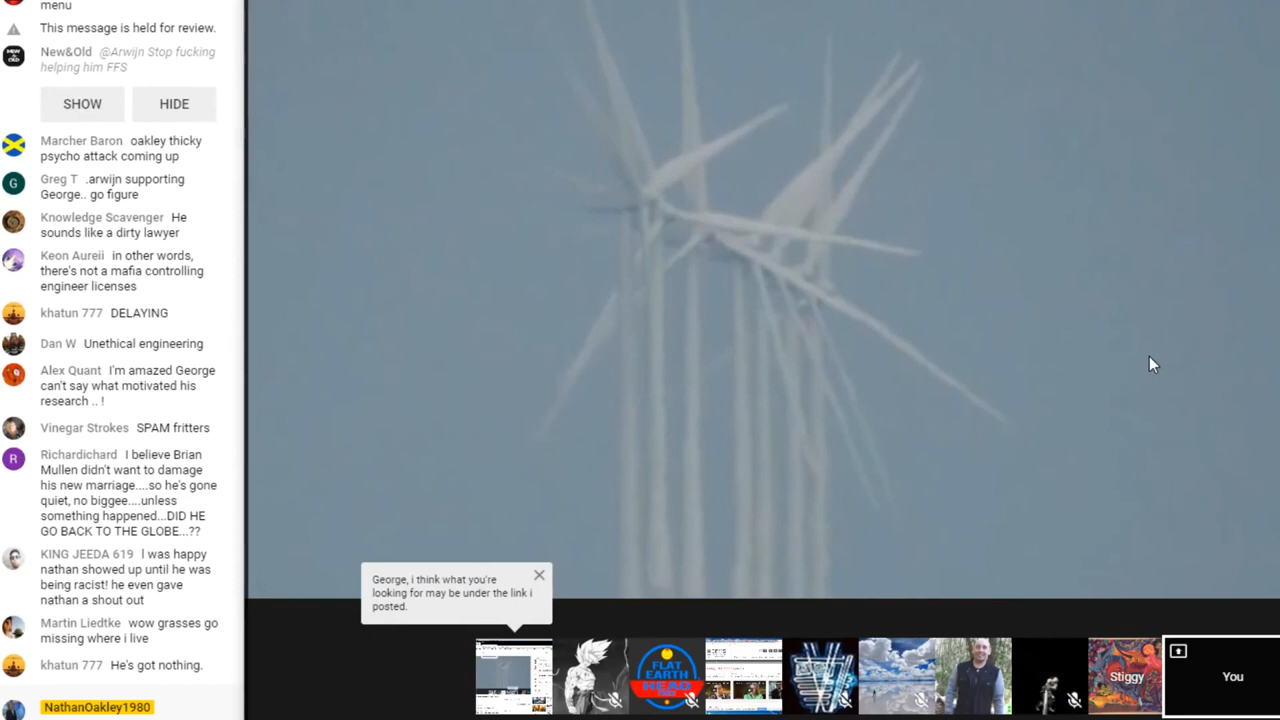 menu
This message is held for review.
New&Old @Arwijn Stop fucking
helping him FFS
SHOW HIDE
Marcher Baron oakley thicky
psycho attack coming up
Greg T .arwijn supporting
George.. go figure
Knowledge Scavenger He
sounds like a dirty lawyer
Keon Aureii in other words,
there's not a mafia controlling
engineer licenses
khatun 777 DELAYING
Dan W Unethical engineering
Alex Quant I'm amazed George
can't say what motivated his
research .. !
Vinegar Strokes SPAM fritters
R
Richardichard I believe Brian
Mullen didn't want to damage
his new marriage....so he's gone
quiet, no biggee....unless
something happened...DID HE
GO BACK TO THE GLOBE...??
KING JEEDA 619 I was happy
nathan showed up until he was
being racist! he even gave
nathan a shout out
Martin Liedtke wow grasses go
missing where i live
khatun 777 He's got nothing.
NathanOakley1980
George, i think what you're
looking for may be under the link i
posted.
FLAT
EARTH
HEAD
Stiggy
You